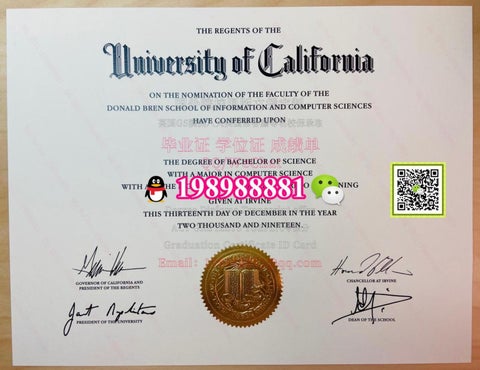 THE REGENTS OF THE
University of California
ON THE NOMINATION OF THE FACULTY OF THE
DONALD BREN SCHOOL OF INFORMATION AND COMPUTER SCIENCES
HAVE CONFERRED UPON
毕业证 学位证 成绩单
THE DEGREE OF BACHELOR OF SCIENCE
WITH A MAJOR IN COMPUTER SCIENCE
198988881
WITH
GIVEN AT IRVINE
THIS THIRTEENTH DAY OF DECEMBER IN THE YEAR
TWO THOUSAND AND NINETEEN.
Graduation Certificate ID Card
Email:
GOVERNOR OF CALIFORNIA AND
PRESIDENT OF THE REGENTS
CHANCELLOR AT IRVINE
PRESIDENT OF THE UNIVERSITY
DEAN OF THE SCHOOL